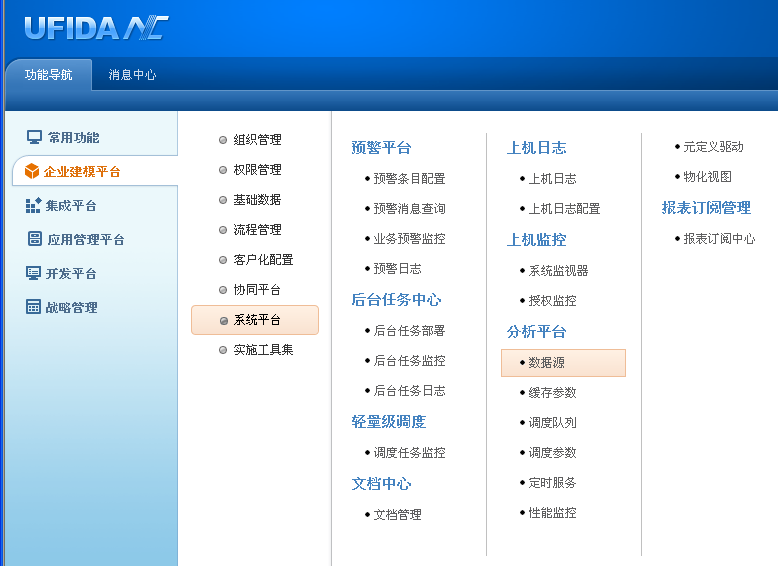 UFIDA NC
功能导航
消息中心
常用功能
企业建模平台
集成平台
应用管理平台
开发平台
战略管理
组织管理
权限管理
基础数据
流程管理
客户化配置
协同平台
系统平台
实施工具集
预警平台
预警条目配置
预警消息查询
业务预警监控
预警日志
后台任务中心
后台任务部署
后台任务监控
后台任务日志
轻量级调度
调度任务监控
文档中心
文档管理
上机日志
上机日志
上机日志配置
上机监控
系统监视器
授权监控
分析平台
数据源
缓存参数
调度队列
调度参数
定时服务
性能监控
元定义驱动
物化视图
报表订阅管理
报表订阅中心